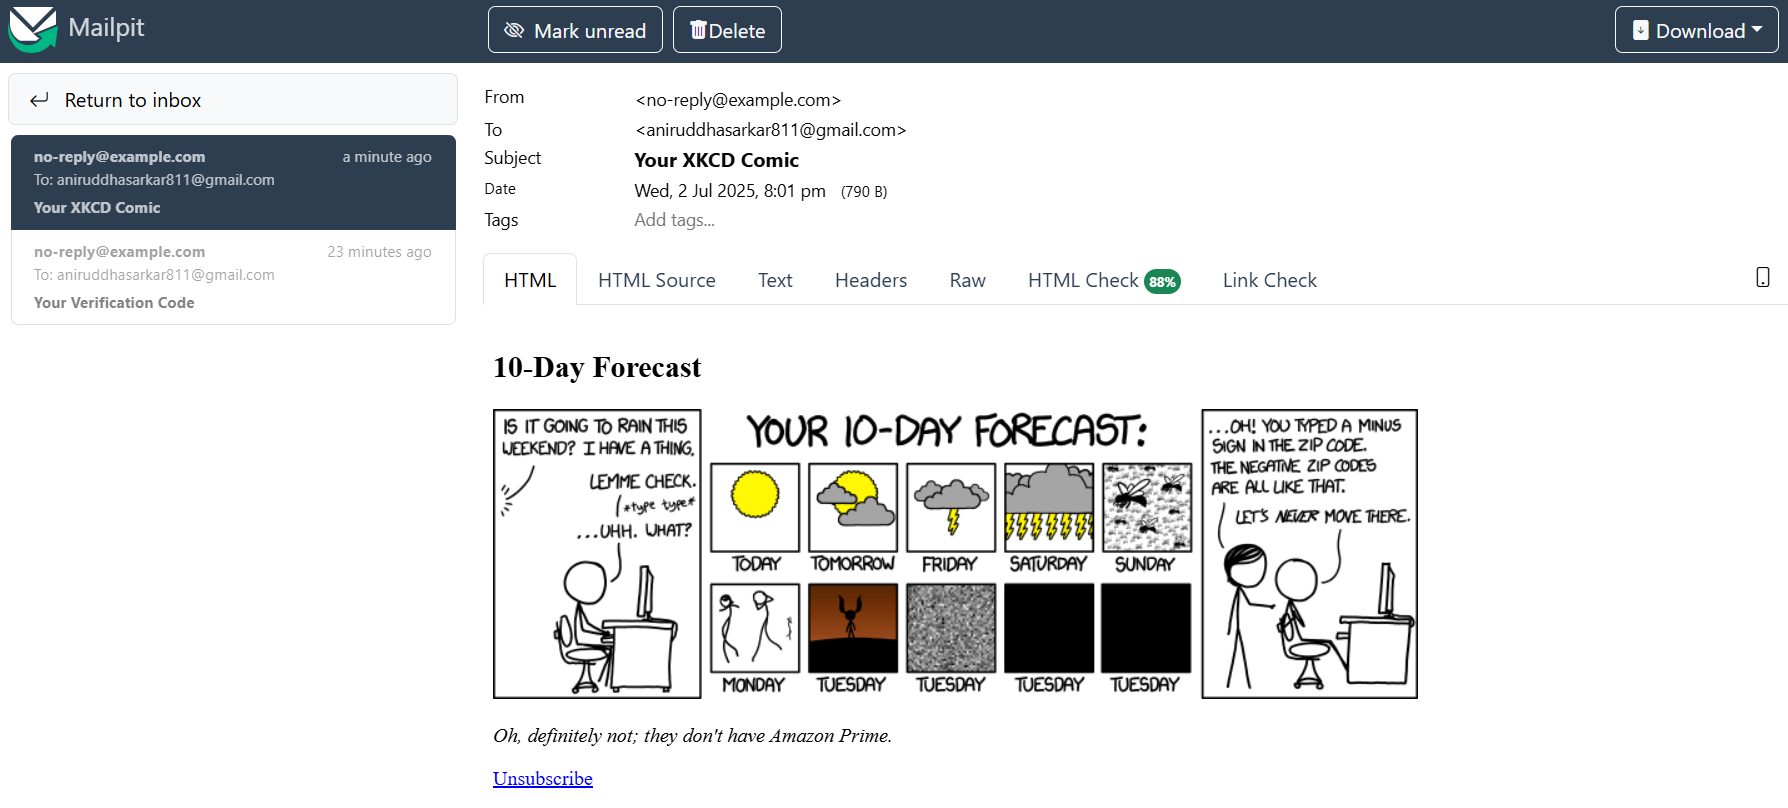 Mailpit
Mark unread
Delete
Download
Return to inbox
no-reply@example.com a minute ago
To: aniruddhasarkar811@gmail.com
Your XKCD Comic
no-reply@example.com 23 minutes ago
To: aniruddhasarkar811@gmail.com
Your Verification Code
From <no-reply@example.com>
To <aniruddhasarkar811@gmail.com>
Subject Your XKCD Comic
Date Wed, 2 Jul 2025, 8:01 pm (790 B)
Tags Add tags...
HTML HTML Source Text Headers Raw HTML Check 88% Link Check
10-Day Forecast
IS IT GOING TO RAIN THIS
WEEKEND? I HAVE A THING.
LEMME CHECK.
*type type*
...UHH. WHAT?
YOUR 10-DAY FORECAST:
TODAY TOMORROW FRIDAY SATURDAY SUNDAY
MONDAY TUESDAY TUESDAY TUESDAY TUESDAY
...OH! YOU TYPED A MINUS
SIGN IN THE ZIP CODE.
THE NEGATIVE ZIP CODES
ARE ALL LIKE THAT.
LET'S NEVER MOVE THERE.
Oh, definitely not; they don't have Amazon Prime.
Unsubscribe